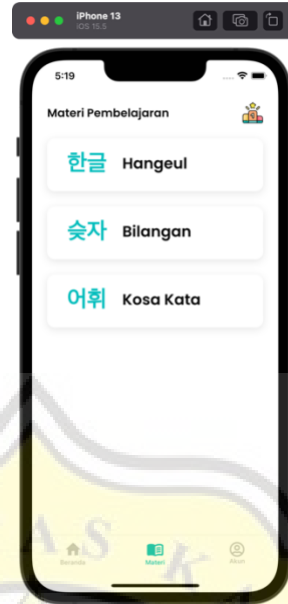 iPhone 13
iOS 15.5
5:19
Materi Pembelajaran
한글 Hangeul
슷자 Bilangan
어휘 Kosa Kata
Beranda
Materi
Akun